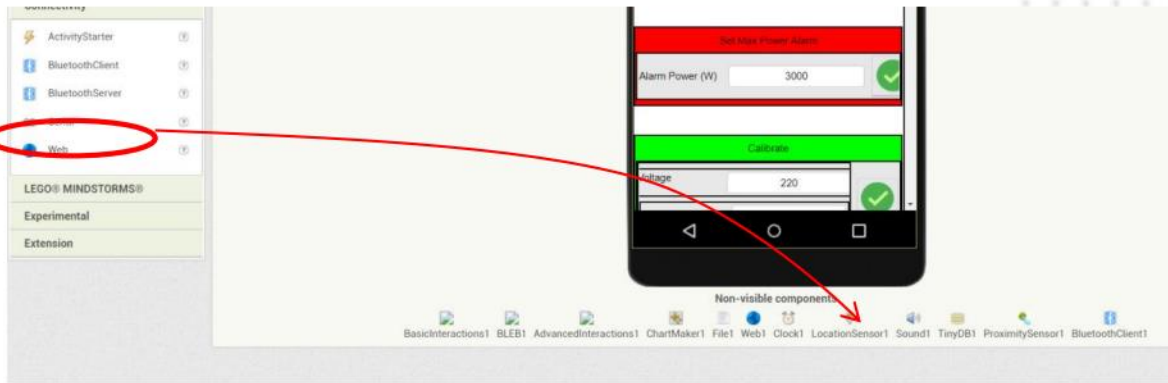 Connectivity
ActivityStarter
BluetoothClient
BluetoothServer
Web
LEGO® MINDSTORMS®
Experimental
Extension
Set Max Power Alarm
Alarm Power (W) 3000
Calibrate
Voltage 220
Non-visible components
BasicInteractions1 BLEB1 AdvancedInteractions1 ChartMaker1 File1 Web1 Clock1 LocationSensor1 Sound1 TinyDB1 ProximitySensor1 BluetoothClient1